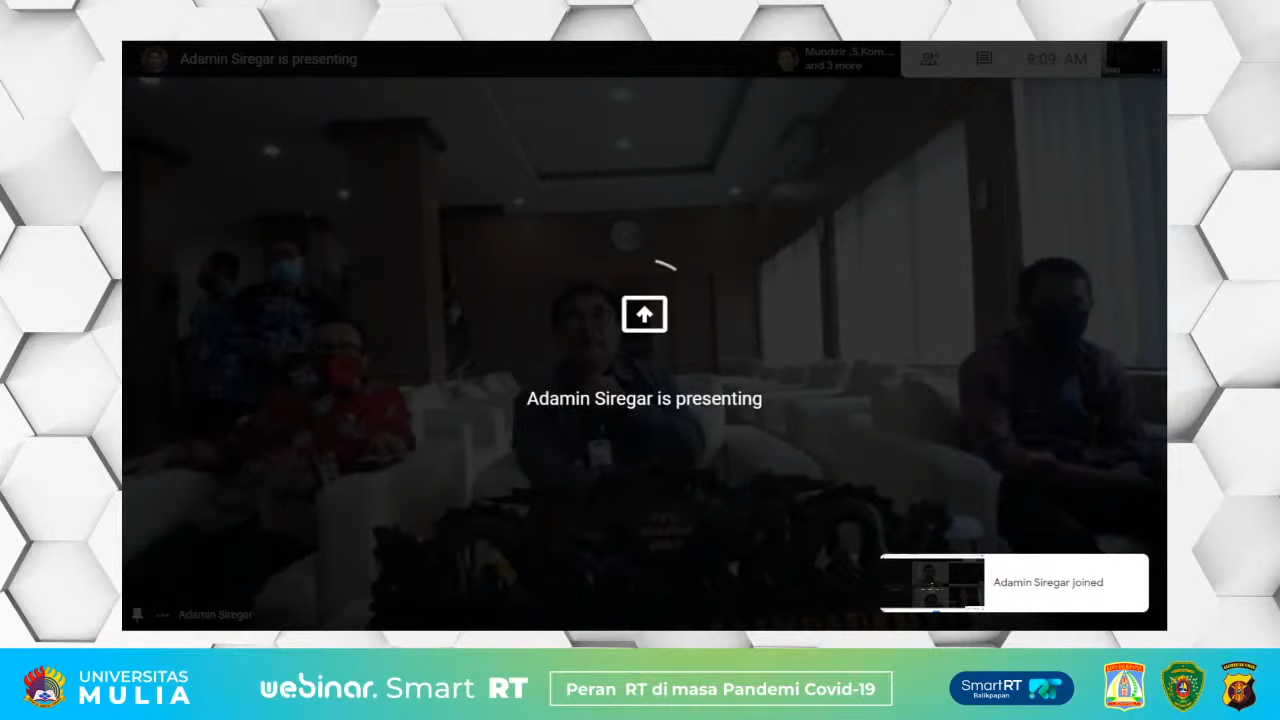 Adamin Siregar is presenting
Mundzir ,S.Kom...
and 3 more
9:09 AM
You
Adamin Siregar is presenting
Adamin Siregar joined
Adamin Siregar
UNIVERSITAS
MULIA
webinar. Smart RT
Peran RT di masa Pandemi Covid-19
SmartRT
Balikpapan